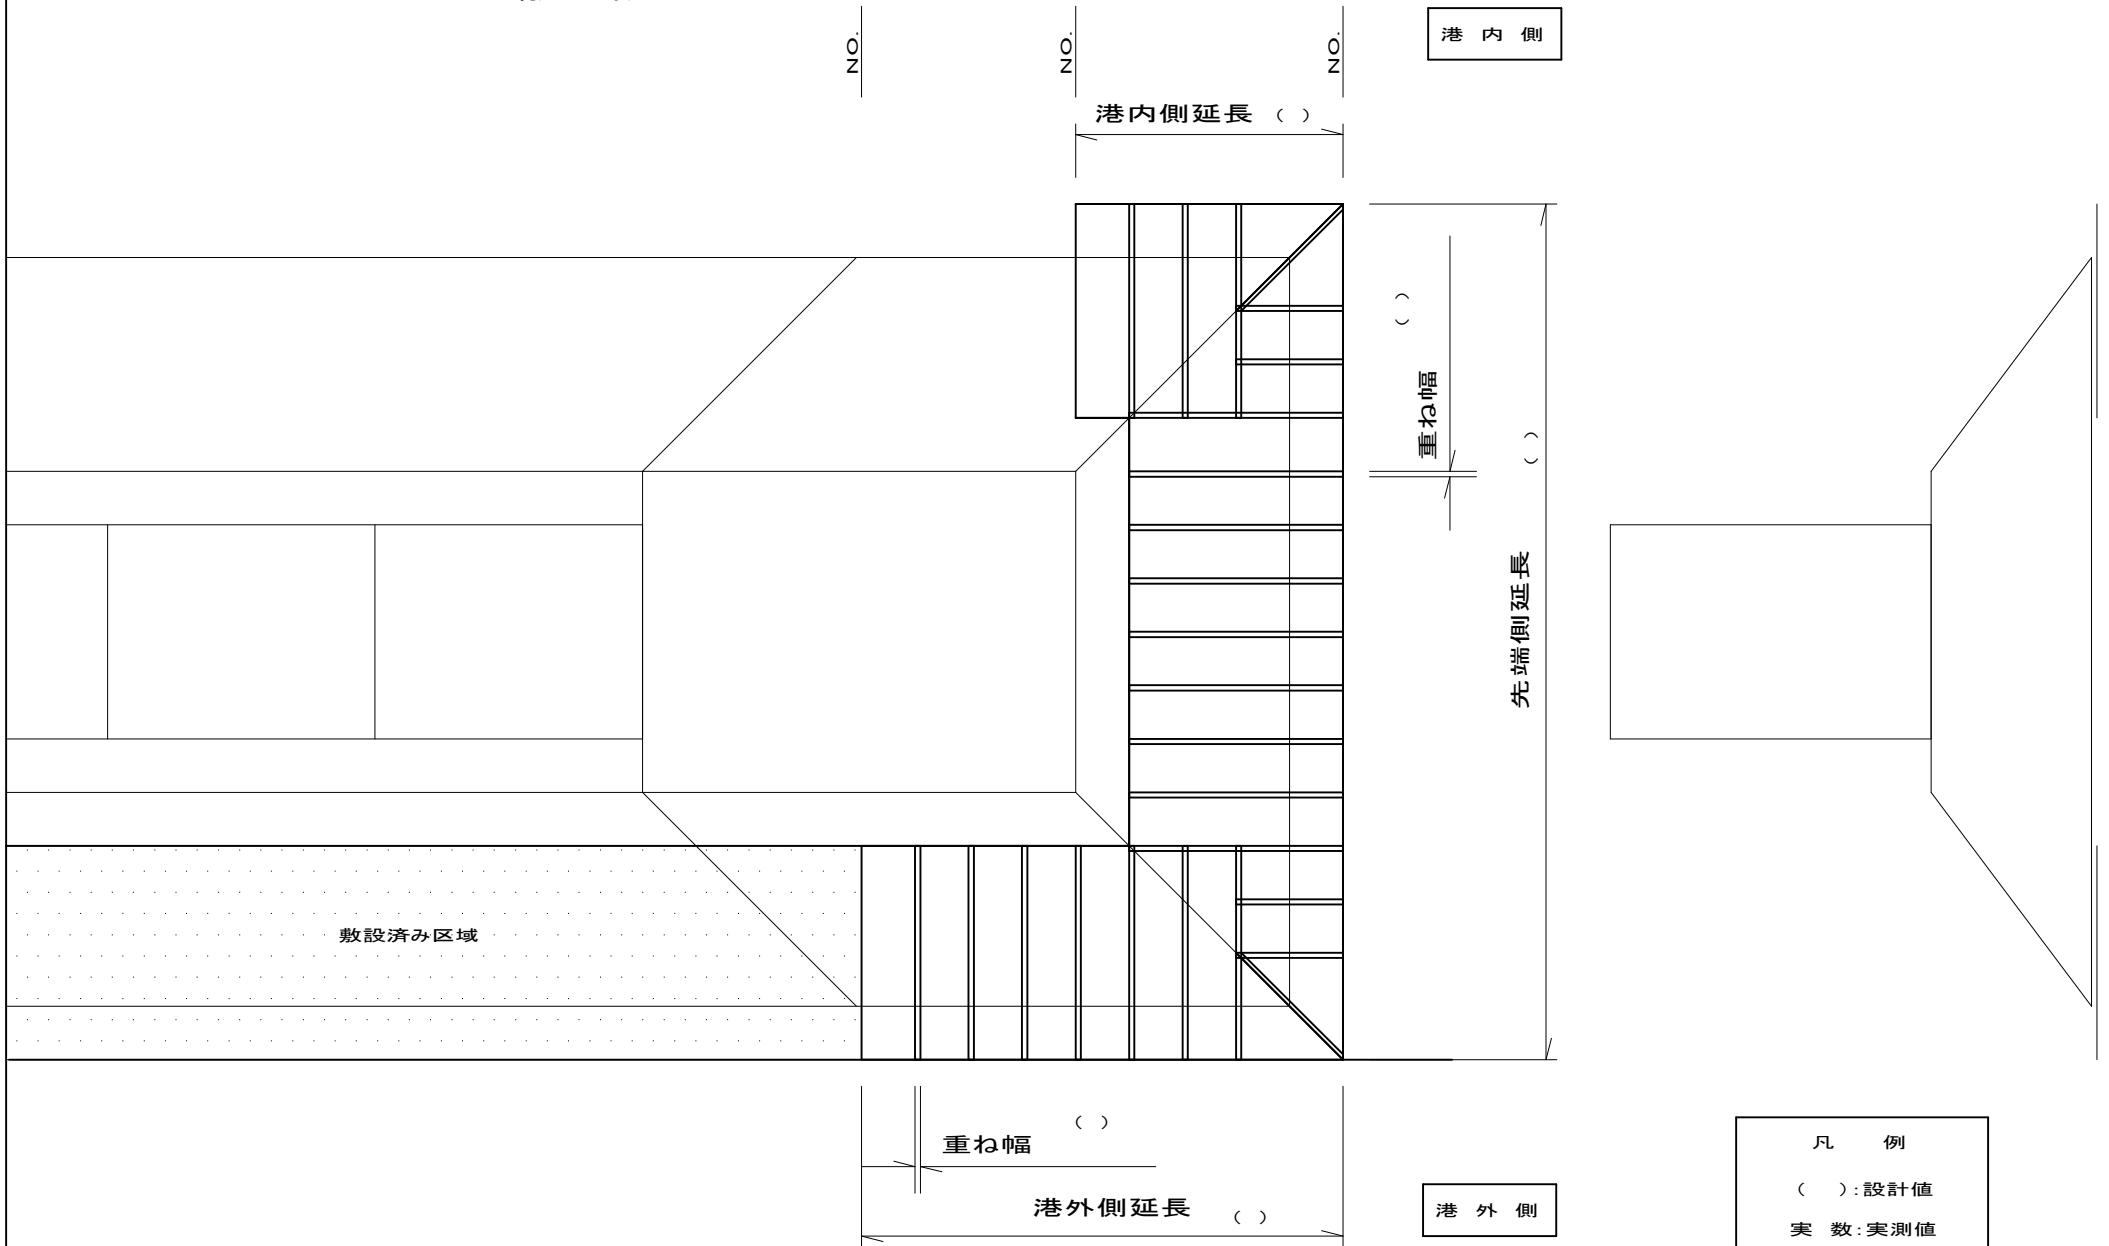 NO.
NO.
NO.
港 内 側
港内側延長 ( )
( )
重ね幅
( )
先端側延長
敷設済み区域
( )
重ね幅
港外側延長 ( )
港 外 側
凡 例
( ):設計値
実 数:実測値